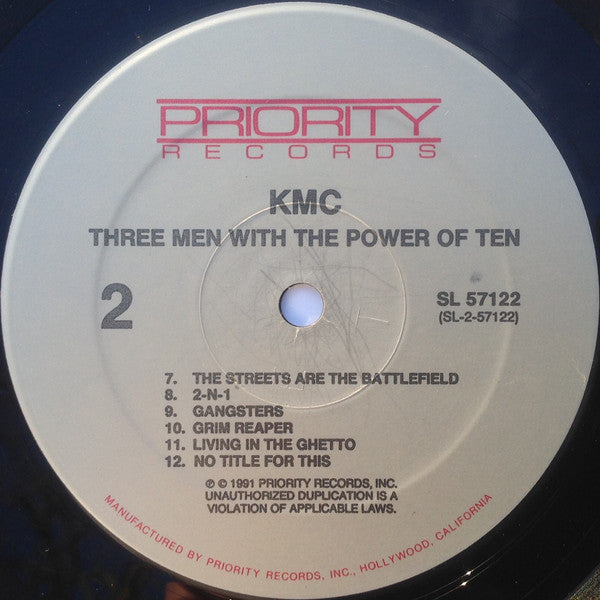 PRIORITY
RECORDS
KMC
THREE MEN WITH THE POWER OF TEN
2
SL 57122
(SL-2-57122)
7. THE STREETS ARE THE BATTLEFIELD
8. 2-N-1
9. GANGSTERS
10. GRIM REAPER
11. LIVING IN THE GHETTO
12. NO TITLE FOR THIS
℗ © 1991 PRIORITY RECORDS, INC.
UNAUTHORIZED DUPLICATION IS A
VIOLATION OF APPLICABLE LAWS.
MANUFACTURED BY PRIORITY RECORDS, INC., HOLLYWOOD, CALIFORNIA